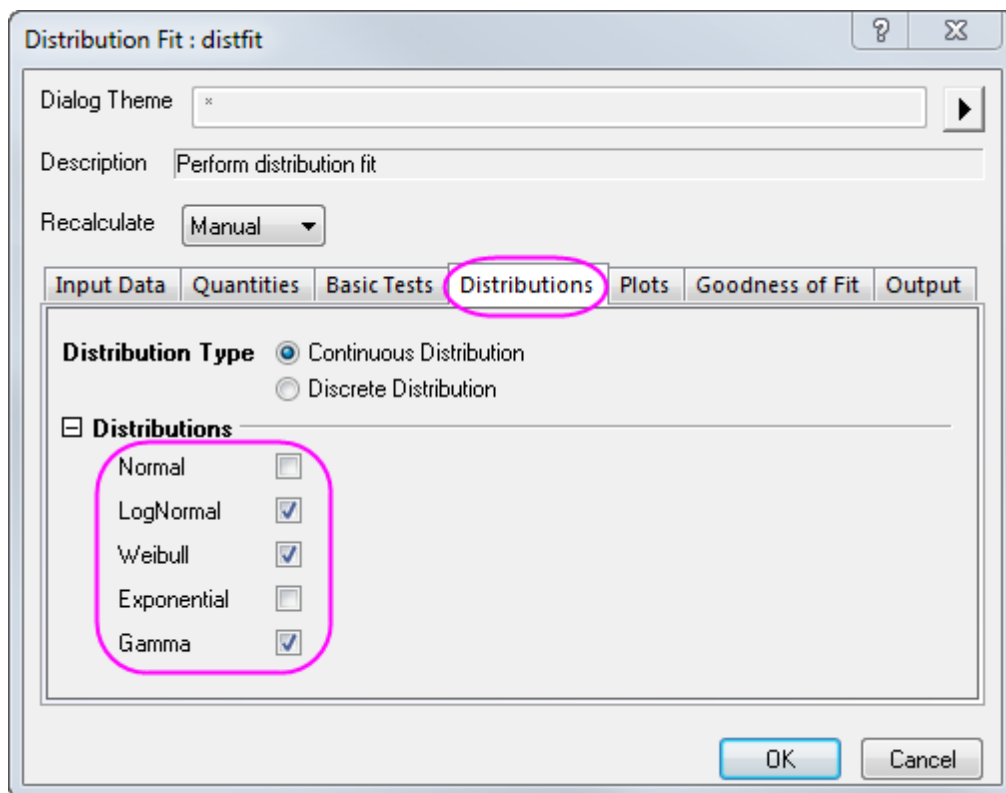 Distribution Fit : distfit
Dialog Theme *
Description Perform distribution fit
Recalculate Manual
Input Data Quantities Basic Tests Distributions Plots Goodness of Fit Output
Distribution Type Continuous Distribution
Discrete Distribution
Distributions
Normal
LogNormal
Weibull
Exponential
Gamma
OK Cancel